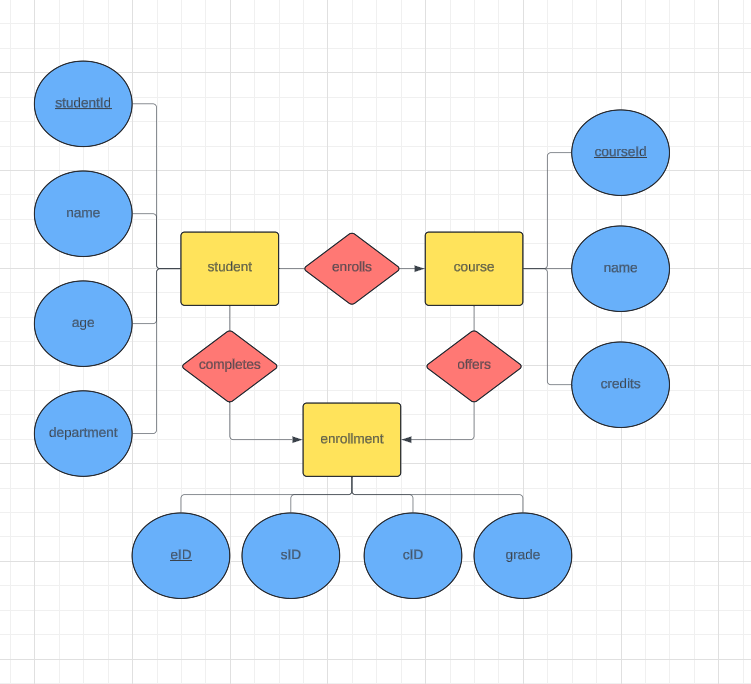 studentId
name
age
department
student
enrolls
course
courseId
name
credits
completes
offers
enrollment
eID
sID
cID
grade